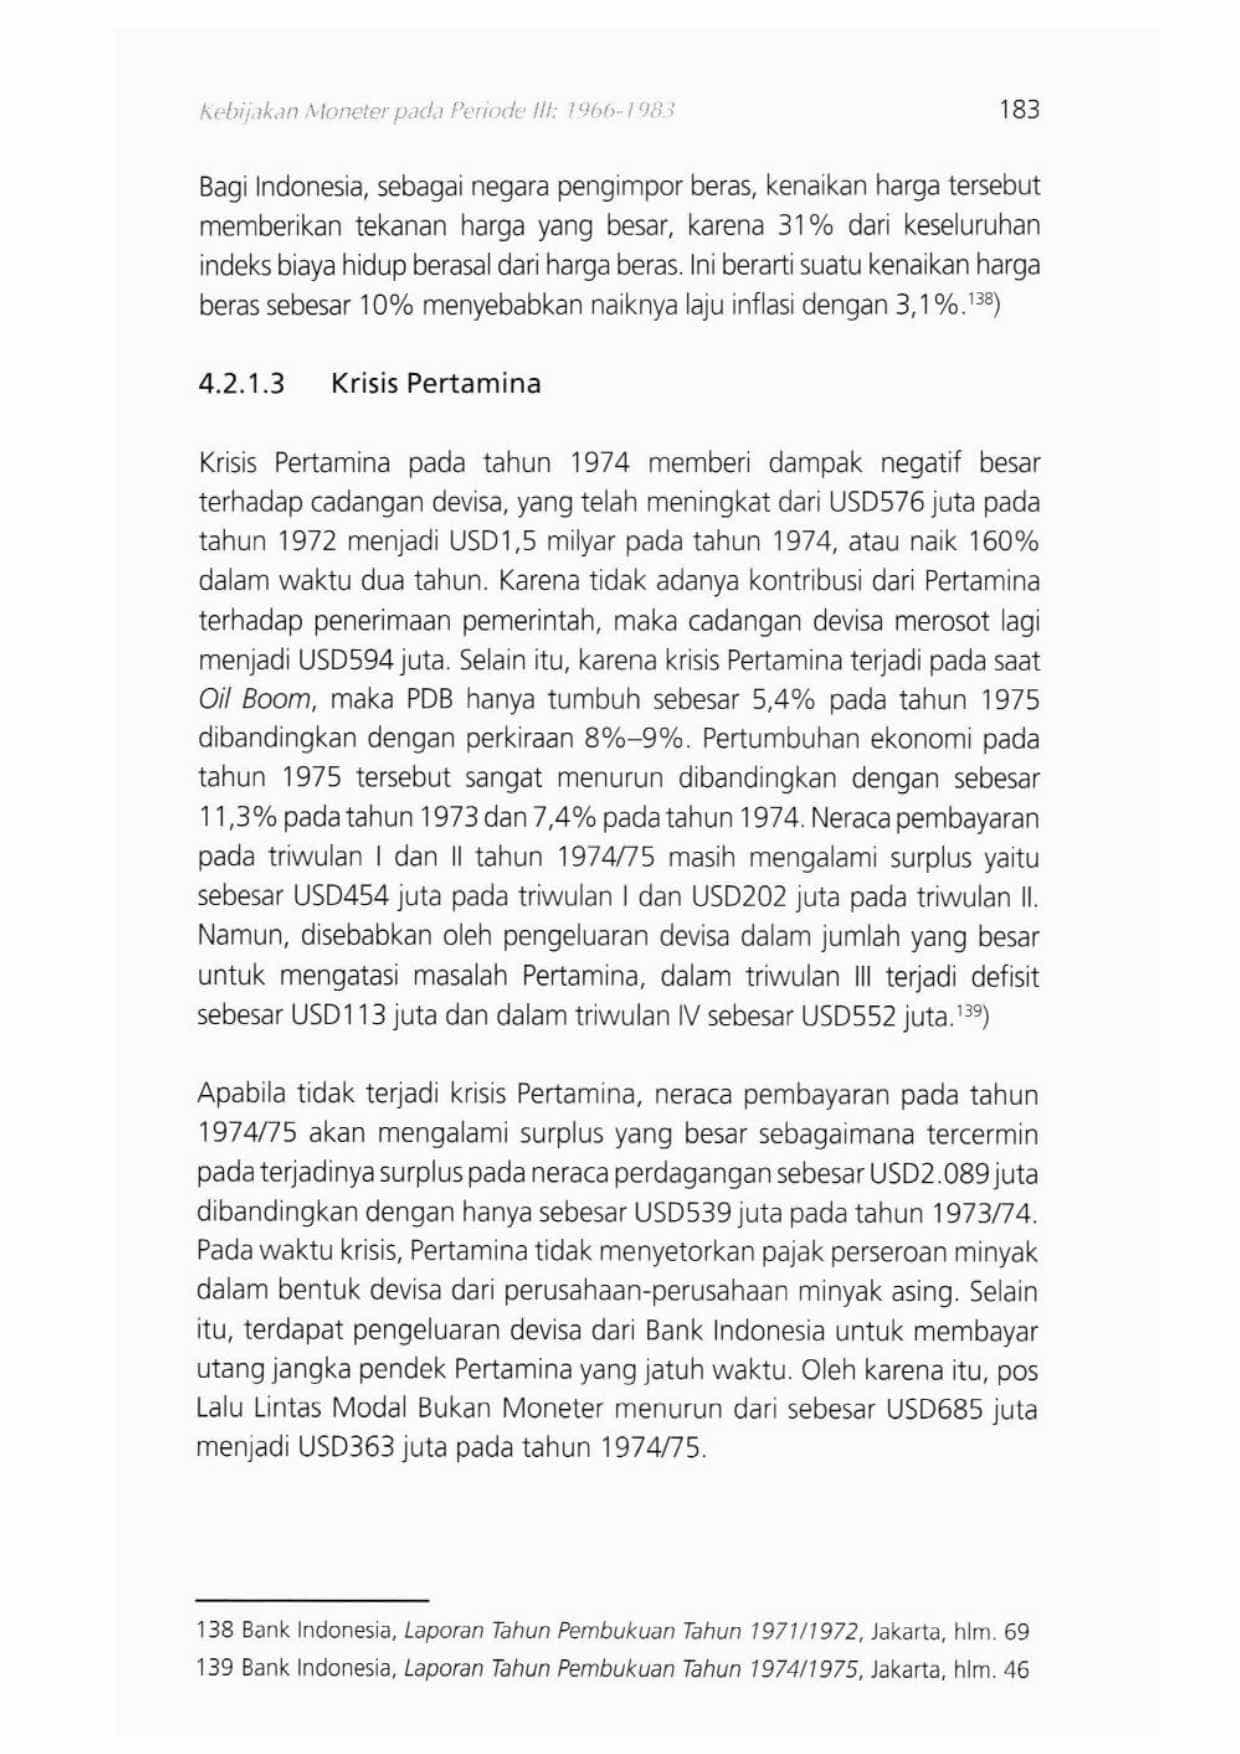 Kebijakan Moneter pada Periode III: 1966-1983 183
Bagi Indonesia, sebagai negara pengimpor beras, kenaikan harga tersebut
memberikan tekanan harga yang besar, karena 31% dari keseluruhan
indeks biaya hidup berasal dari harga beras. Ini berarti suatu kenaikan harga
beras sebesar 10% menyebabkan naiknya laju inflasi dengan 3,1%.138)
4.2.1.3 Krisis Pertamina
Krisis Pertamina pada tahun 1974 memberi dampak negatif besar
terhadap cadangan devisa, yang telah meningkat dari USD576 juta pada
tahun 1972 menjadi USD1,5 milyar pada tahun 1974, atau naik 160%
dalam waktu dua tahun. Karena tidak adanya kontribusi dari Pertamina
terhadap penerimaan pemerintah, maka cadangan devisa merosot lagi
menjadi USD594 juta. Selain itu, karena krisis Pertamina terjadi pada saat
Oil Boom, maka PDB hanya tumbuh sebesar 5,4% pada tahun 1975
dibandingkan dengan perkiraan 8%–9%. Pertumbuhan ekonomi pada
tahun 1975 tersebut sangat menurun dibandingkan dengan sebesar
11,3% pada tahun 1973 dan 7,4% pada tahun 1974. Neraca pembayaran
pada triwulan I dan II tahun 1974/75 masih mengalami surplus yaitu
sebesar USD454 juta pada triwulan I dan USD202 juta pada triwulan II.
Namun, disebabkan oleh pengeluaran devisa dalam jumlah yang besar
untuk mengatasi masalah Pertamina, dalam triwulan III terjadi defisit
sebesar USD113 juta dan dalam triwulan IV sebesar USD552 juta.139)
Apabila tidak terjadi krisis Pertamina, neraca pembayaran pada tahun
1974/75 akan mengalami surplus yang besar sebagaimana tercermin
pada terjadinya surplus pada neraca perdagangan sebesar USD2.089 juta
dibandingkan dengan hanya sebesar USD539 juta pada tahun 1973/74.
Pada waktu krisis, Pertamina tidak menyetorkan pajak perseroan minyak
dalam bentuk devisa dari perusahaan-perusahaan minyak asing. Selain
itu, terdapat pengeluaran devisa dari Bank Indonesia untuk membayar
utang jangka pendek Pertamina yang jatuh waktu. Oleh karena itu, pos
Lalu Lintas Modal Bukan Moneter menurun dari sebesar USD685 juta
menjadi USD363 juta pada tahun 1974/75.
138 Bank Indonesia, Laporan Tahun Pembukuan Tahun 1971/1972, Jakarta, hlm. 69
139 Bank Indonesia, Laporan Tahun Pembukuan Tahun 1974/1975, Jakarta, hlm. 46